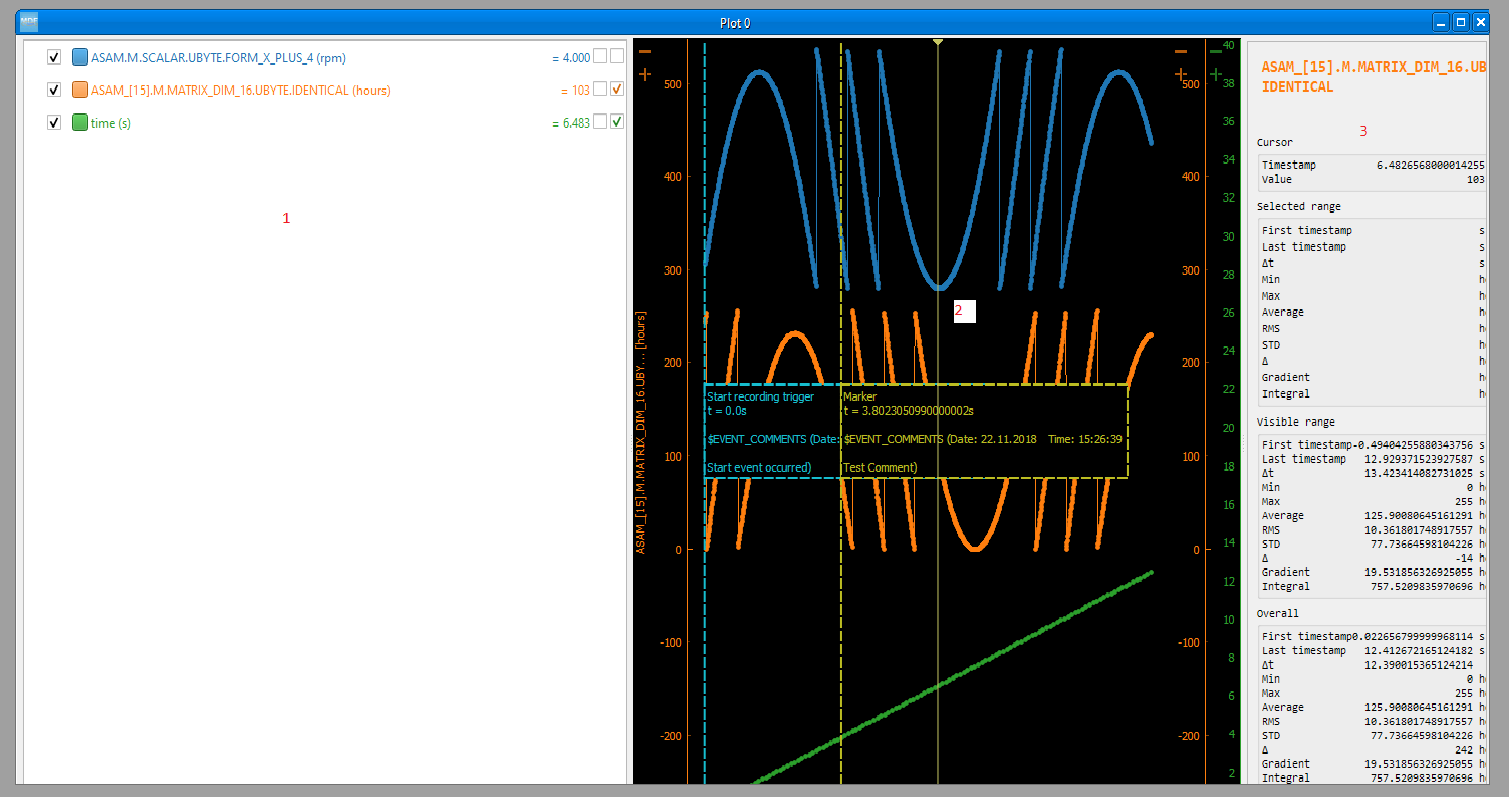 MDF
Plot 0
ASAM.M.SCALAR.UBYTE.FORM_X_PLUS_4 (rpm) = 4.000
ASAM_[15].M.MATRIX_DIM_16.UBYTE.IDENTICAL (hours) = 103
time (s) = 6.483
1
500
400
300
200
100
0
-100
-200
ASAM_[15].M.MATRIX_DIM_16.UBY... [hours]
2
Start recording trigger
t = 0.0s
$EVENT_COMMENTS (Date:
Start event occurred)
Marker
t = 3.8023050990000002s
$EVENT_COMMENTS (Date: 22.11.2018 Time: 15:26:39
Test Comment)
500
400
300
200
100
0
-100
-200
40
38
36
34
32
30
28
26
24
22
20
18
16
14
12
10
8
6
4
2
ASAM_[15].M.MATRIX_DIM_16.UB
IDENTICAL
3
Cursor
Timestamp 6.4826568000014255
Value 103
Selected range
First timestamp s
Last timestamp s
Δt s
Min h
Max h
Average h
RMS h
STD h
Δ h
Gradient h
Integral h
Visible range
First timestamp-0.49404255880343756 s
Last timestamp 12.929371523927587 s
Δt 13.423414082731025 s
Min 0 h
Max 255 h
Average 125.90080645161291 h
RMS 10.361801748917557 h
STD 77.73664598104226 h
Δ -14 h
Gradient 19.531856326925055 h
Integral 757.5209835970696 h
Overall
First timestamp0.022656799999968114 s
Last timestamp 12.412672165124182 s
Δt 12.390015365124214
Min 0 h
Max 255 h
Average 125.90080645161291 h
RMS 10.361801748917557 h
STD 77.73664598104226 h
Δ 242 h
Gradient 19.531856326925055 h
Integral 757.5209835970696 h